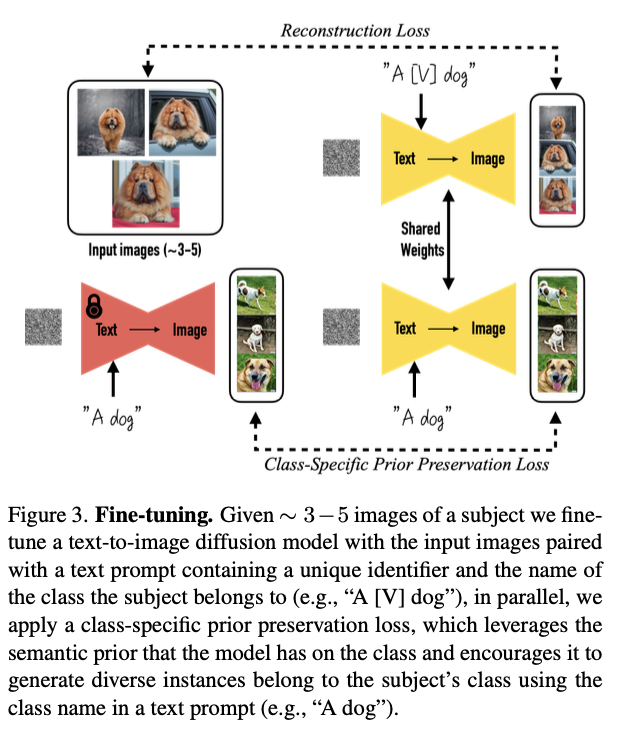 Reconstruction Loss
"A [V] dog"
Text → Image
Input images (~3-5)
Shared
Weights
Text → Image
Text → Image
"A dog"
"A dog"
Class-Specific Prior Preservation Loss
Figure 3. Fine-tuning. Given ∼ 3−5 images of a subject we fine-
tune a text-to-image diffusion model with the input images paired
with a text prompt containing a unique identifier and the name of
the class the subject belongs to (e.g., “A [V] dog”), in parallel, we
apply a class-specific prior preservation loss, which leverages the
semantic prior that the model has on the class and encourages it to
generate diverse instances belong to the subject’s class using the
class name in a text prompt (e.g., “A dog”).